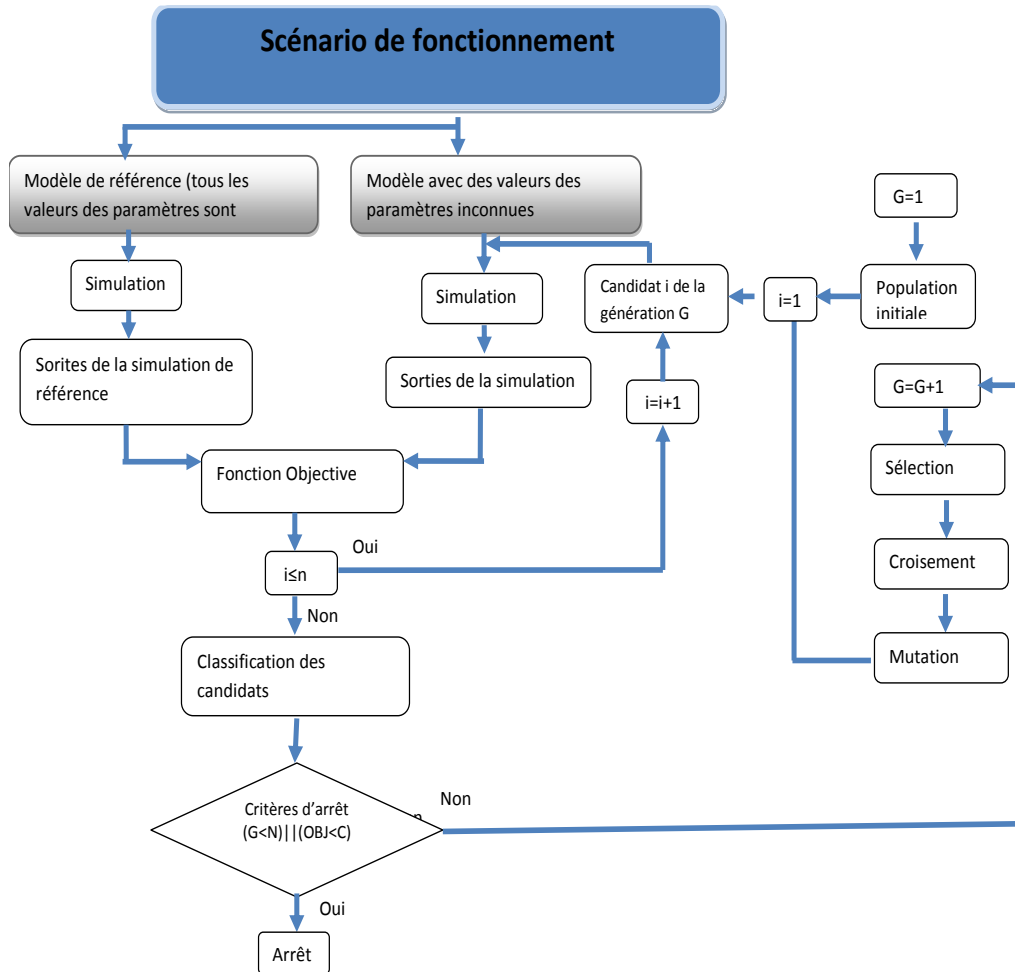 Scénario de fonctionnement
Modèle de référence (tous les
valeurs des paramètres sont
Modèle avec des valeurs des
paramètres inconnues
G=1
Simulation
Simulation
Candidat i de la
génération G
i=1
Population
initiale
Sorites de la simulation de
référence
Sorties de la simulation
i=i+1
G=G+1
Fonction Objective
Sélection
Oui
i≤n
Croisement
Non
Classification des
candidats
Mutation
Critères d’arrêt
(G<N)||(OBJ<C)
Non
Oui
Arrêt